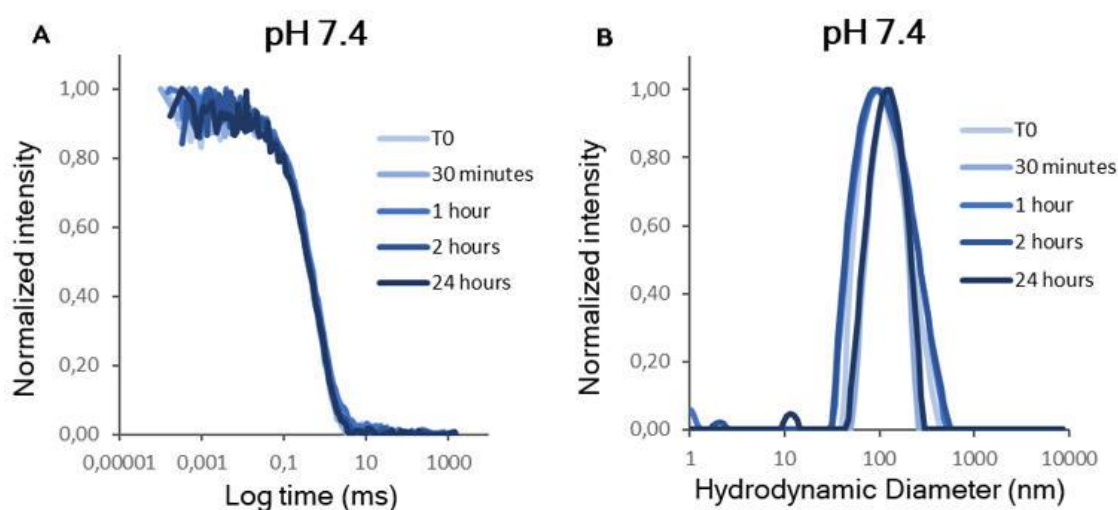 A
pH 7.4
1,00
0,80
0,60
0,40
0,20
0,00
Normalized intensity
0,00001
0,001
0,1
10
1000
Log time (ms)
T0
30 minutes
1 hour
2 hours
24 hours
B
pH 7.4
1,00
0,80
0,60
0,40
0,20
0,00
Normalized intensity
1
10
100
1000
10000
Hydrodynamic Diameter (nm)
T0
30 minutes
1 hour
2 hours
24 hours